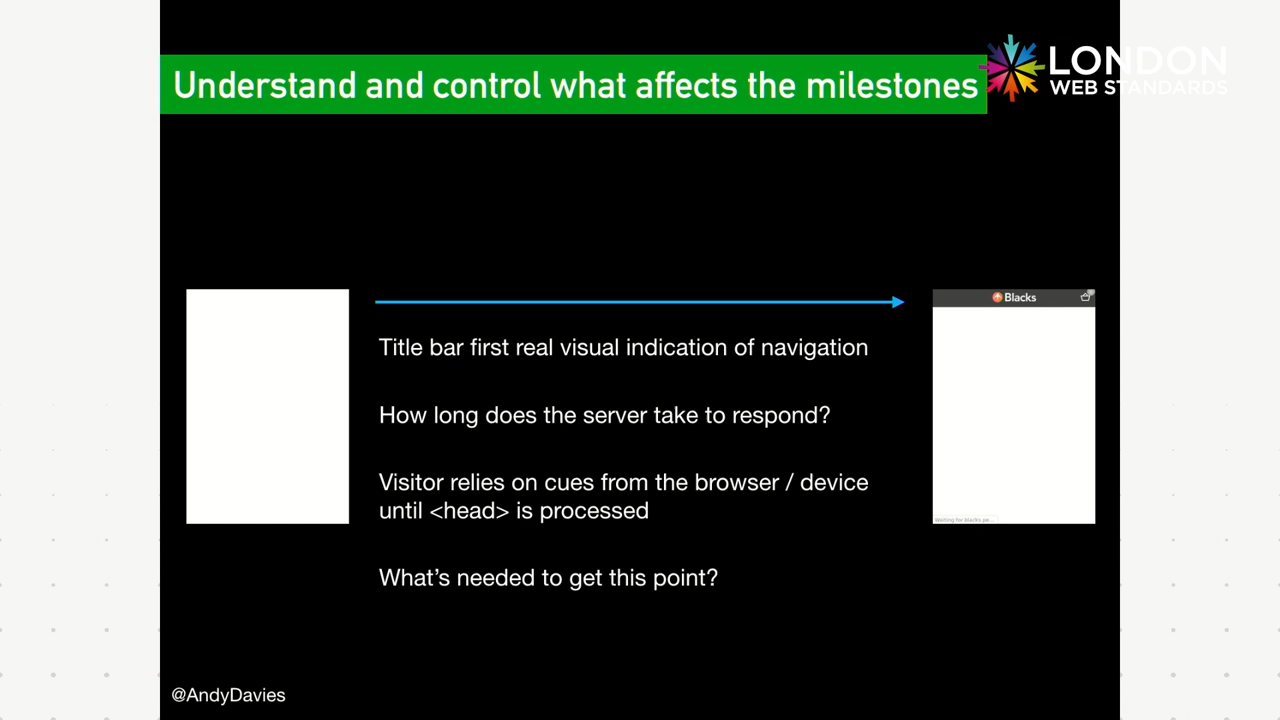 Understand and control what affects the milestones
LONDON
WEB STANDARDS
Blacks
Title bar first real visual indication of navigation
How long does the server take to respond?
Visitor relies on cues from the browser / device
until <head> is processed
What's needed to get this point?
@AndyDavies